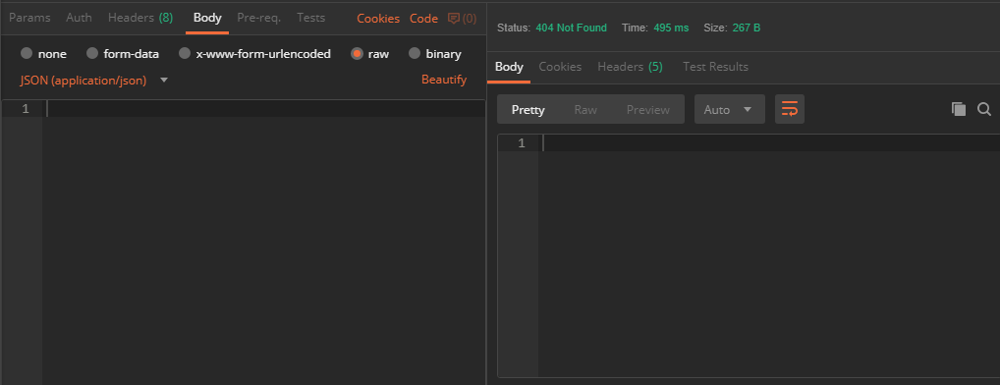 Params Auth Headers (8) Body Pre-req. Tests Cookies Code (0)
none form-data x-www-form-urlencoded raw binary
JSON (application/json) Beautify
1
Status: 404 Not Found Time: 495 ms Size: 267 B
Body Cookies Headers (5) Test Results
Pretty Raw Preview Auto
1